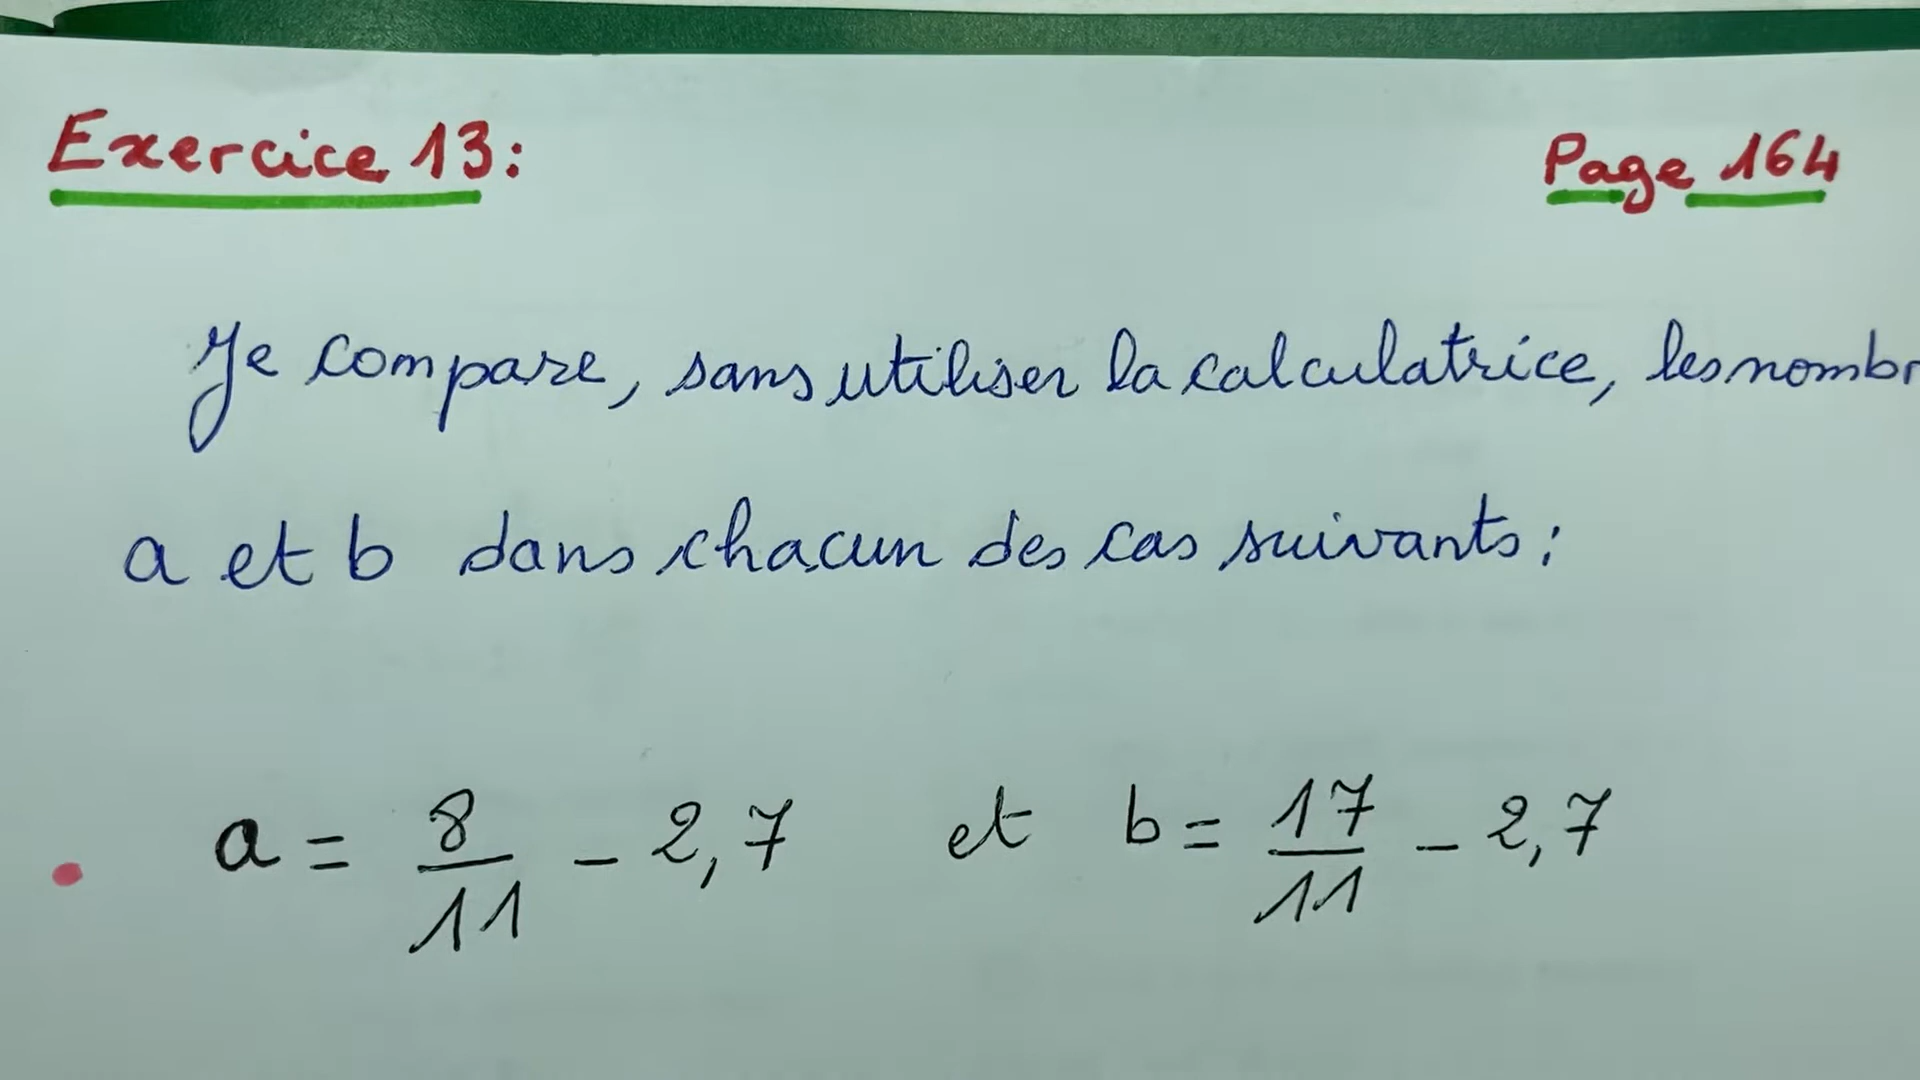 Exercice 13:
Page 164
Je compare, sans utiliser la calculatrice, les nombr
a et b dans chacun des cas suivants:
a = 8/11 - 2,7 et b = 17/11 - 2,7